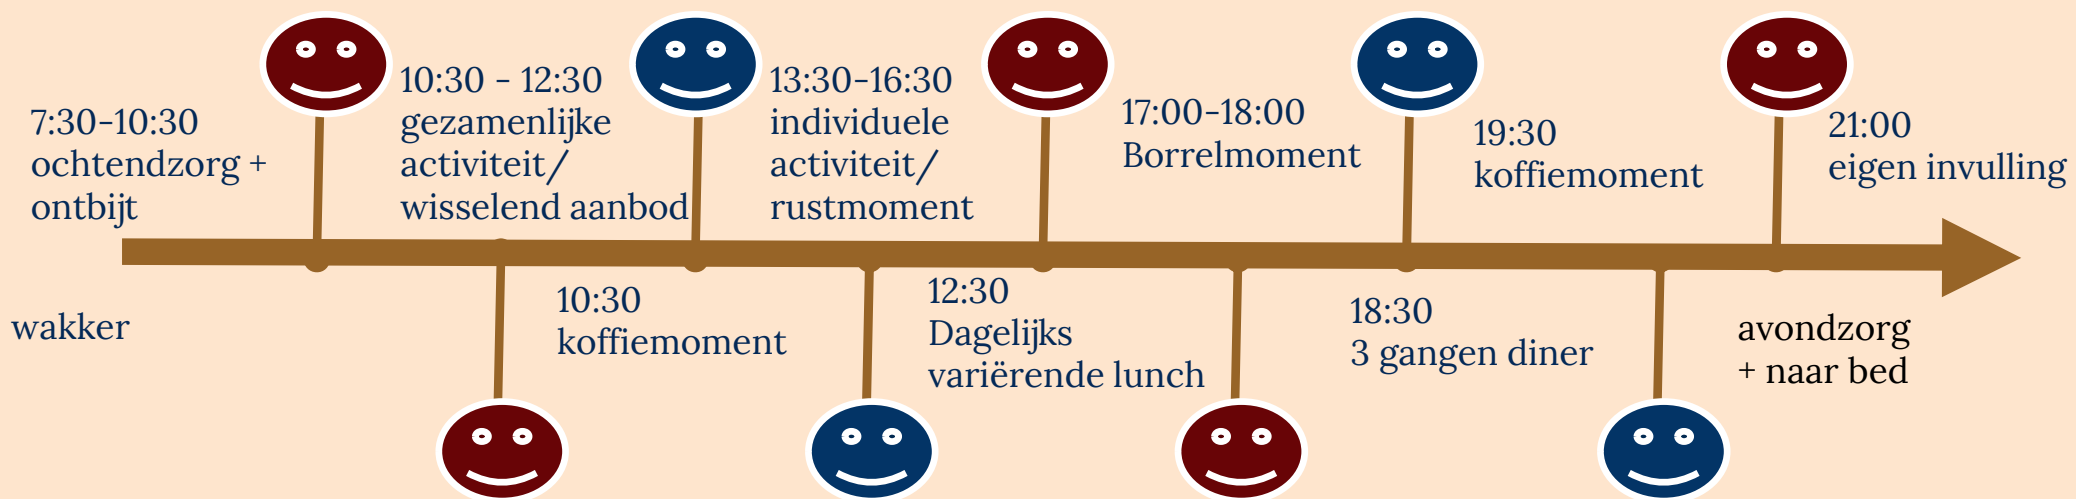 7:30-10:30
ochtendzorg +
ontbijt
10:30 - 12:30
gezamenlijke
activiteit/
wisselend aanbod
13:30-16:30
individuele
activiteit/
rustmoment
17:00-18:00
Borrelmoment
19:30
koffiemoment
21:00
eigen invulling
wakker
10:30
koffiemoment
12:30
Dagelijks
variërende lunch
18:30
3 gangen diner
avondzorg
+ naar bed